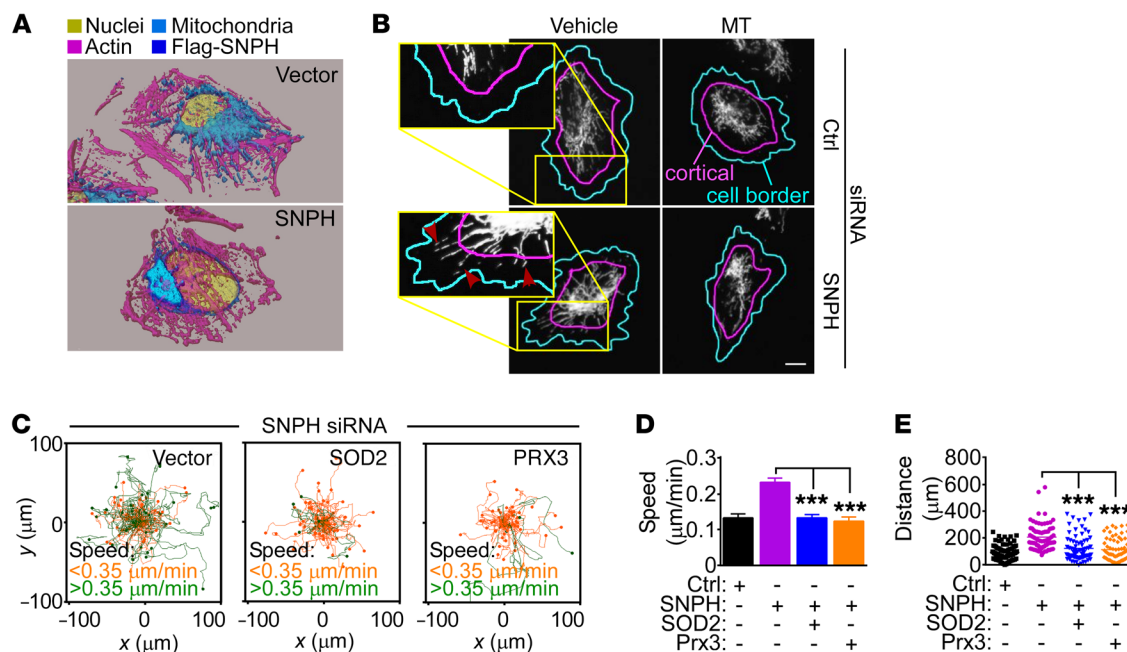 A
Nuclei Mitochondria
Actin Flag-SNPH
Vector
SNPH
B
Vehicle MT
cortical
cell border
Ctrl
SNPH
siRNA
C
SNPH siRNA
Vector SOD2 PRX3
100
0
–100
y (μm)
Speed: Speed: Speed:
<0.35 μm/min <0.35 μm/min <0.35 μm/min
>0.35 μm/min >0.35 μm/min >0.35 μm/min
–100 0 100 –100 0 100 –100 0 100
x (μm) x (μm) x (μm)
D
Speed
(μm/min)
0.3
0.2
0.1
0
*** ***
Ctrl: + - - -
SNPH: - + + +
SOD2: - - + -
Prx3: - - - +
E
Distance
(μm)
800
600
400
200
0
*** ***
Ctrl: + - - -
SNPH: - + + +
SOD2: - - + -
Prx3: - - - +